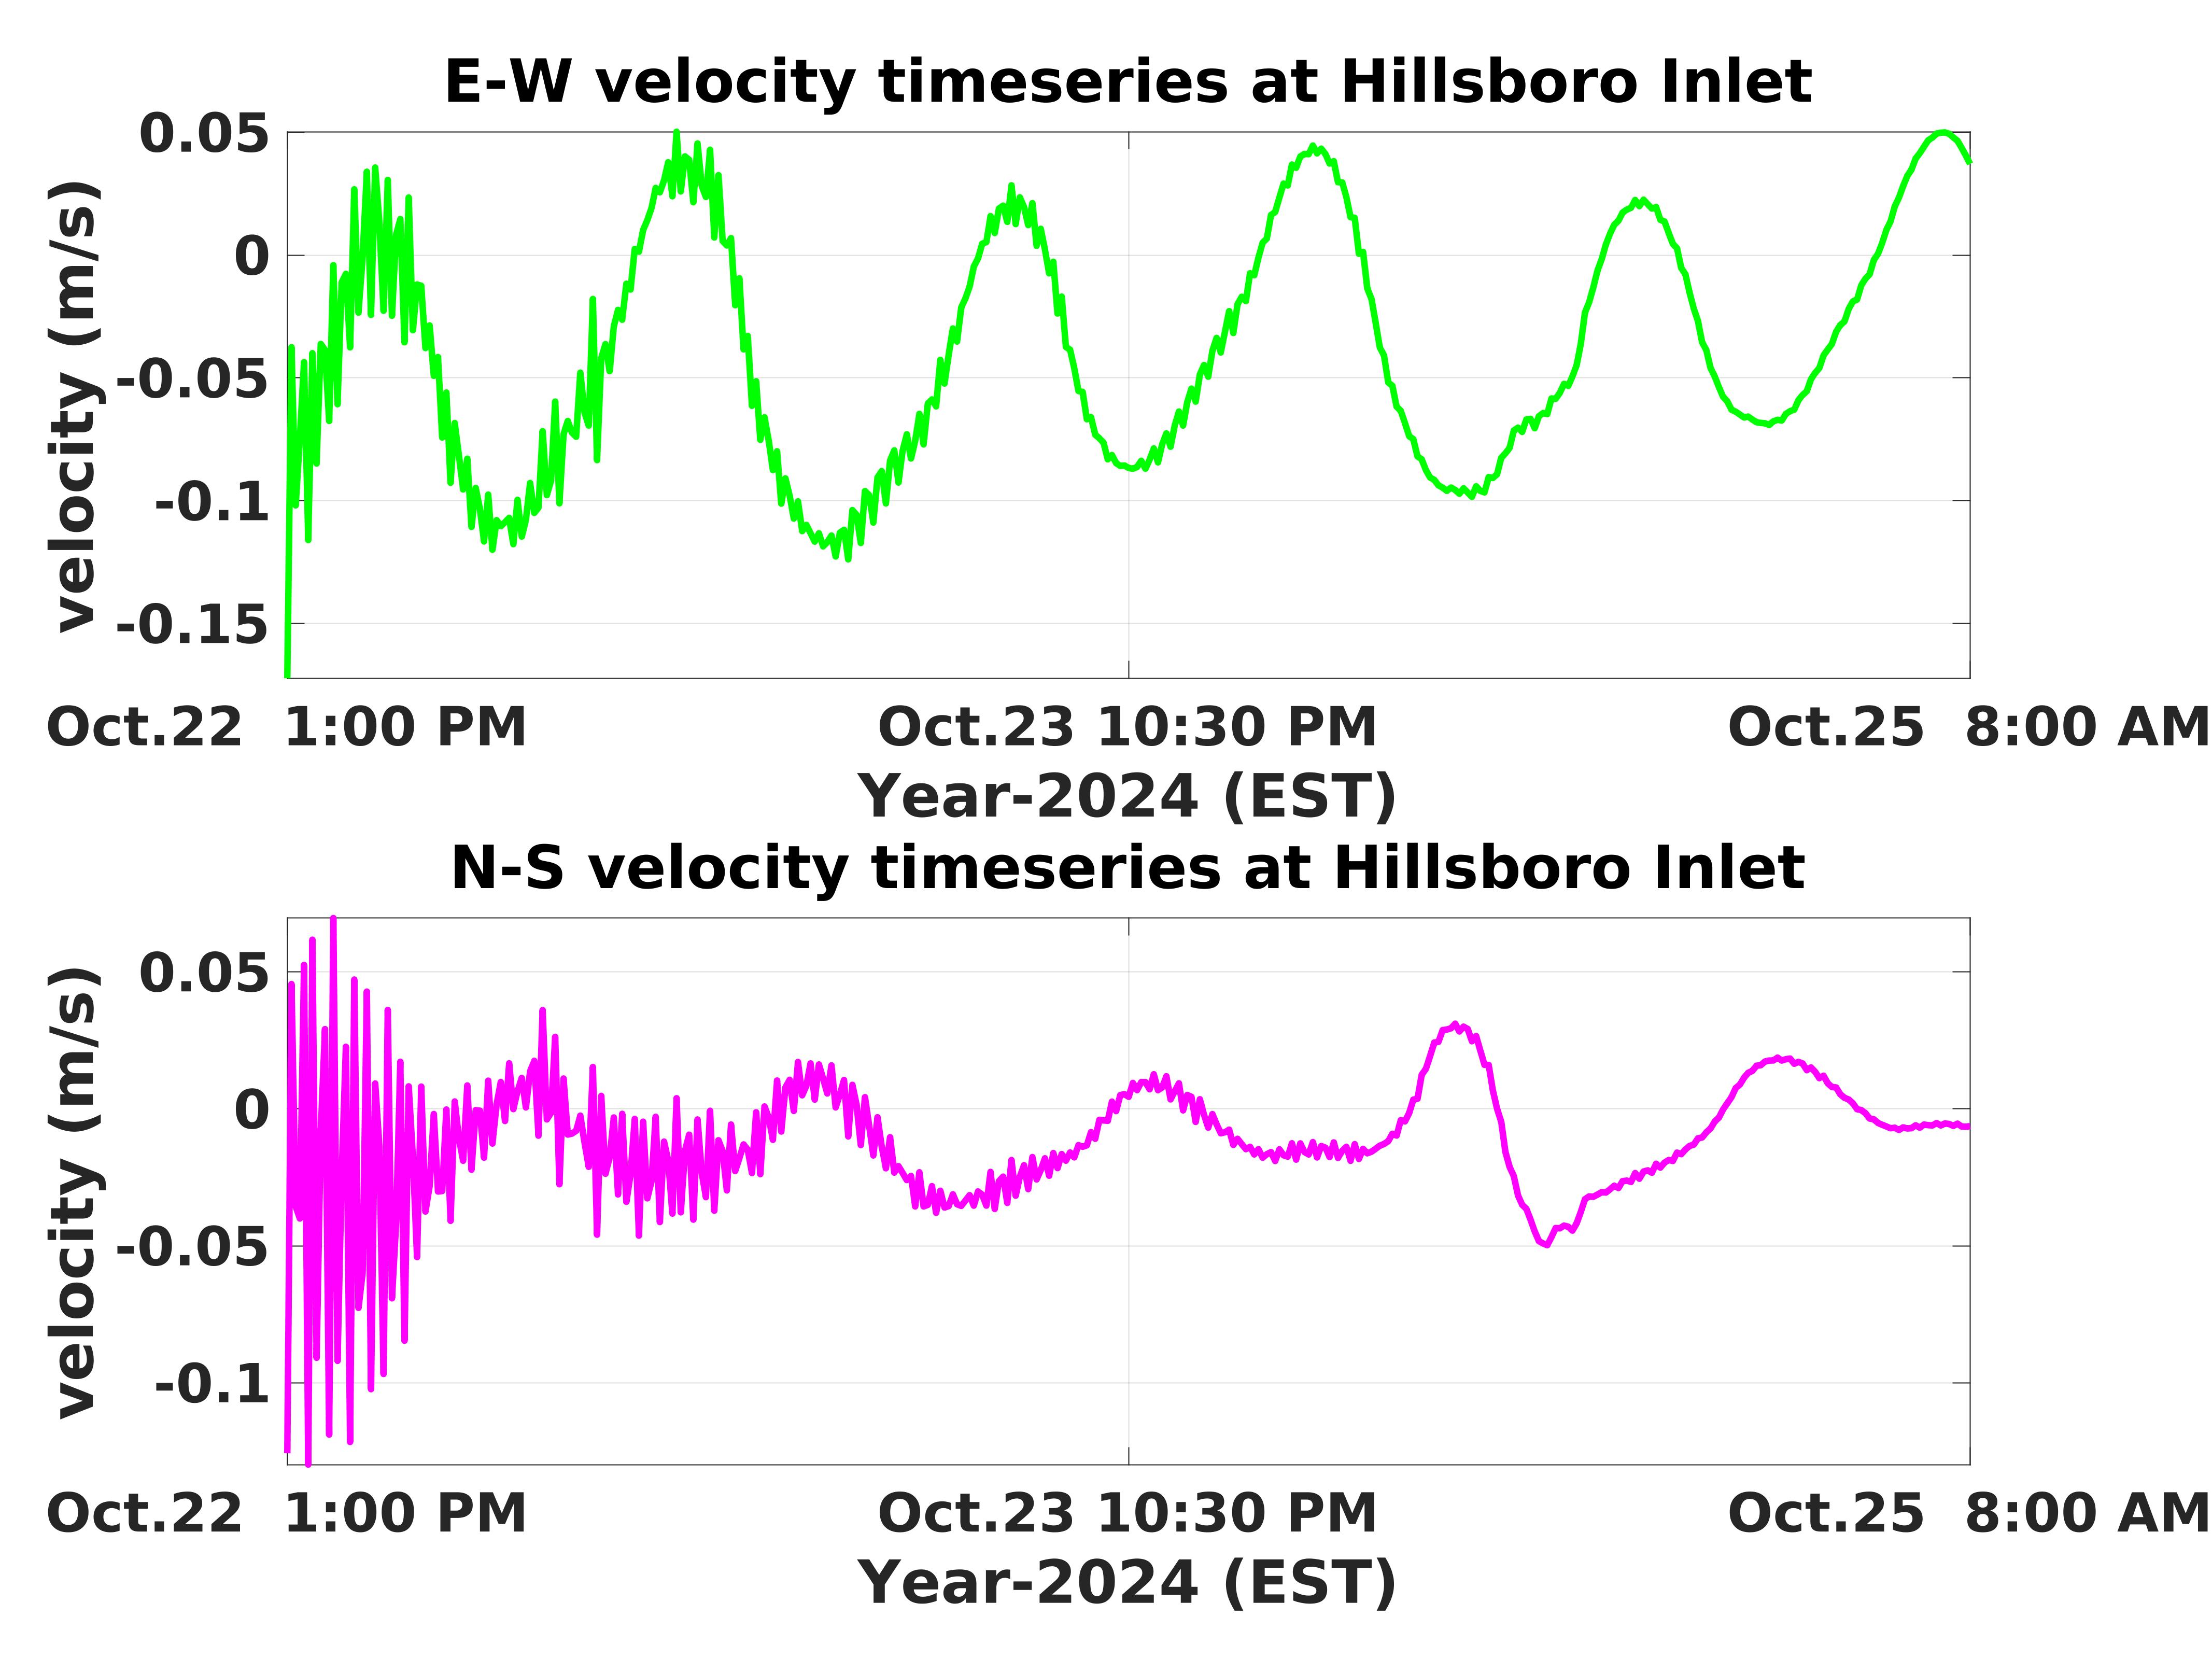 E-W velocity timeseries at Hillsboro Inlet
velocity (m/s)
0.05
0
-0.05
-0.1
-0.15
Oct.22  1:00 PM Oct.23 10:30 PM Oct.25  8:00 AM
Year-2024 (EST)
N-S velocity timeseries at Hillsboro Inlet
velocity (m/s)
0.05
0
-0.05
-0.1
Oct.22  1:00 PM Oct.23 10:30 PM Oct.25  8:00 AM
Year-2024 (EST)